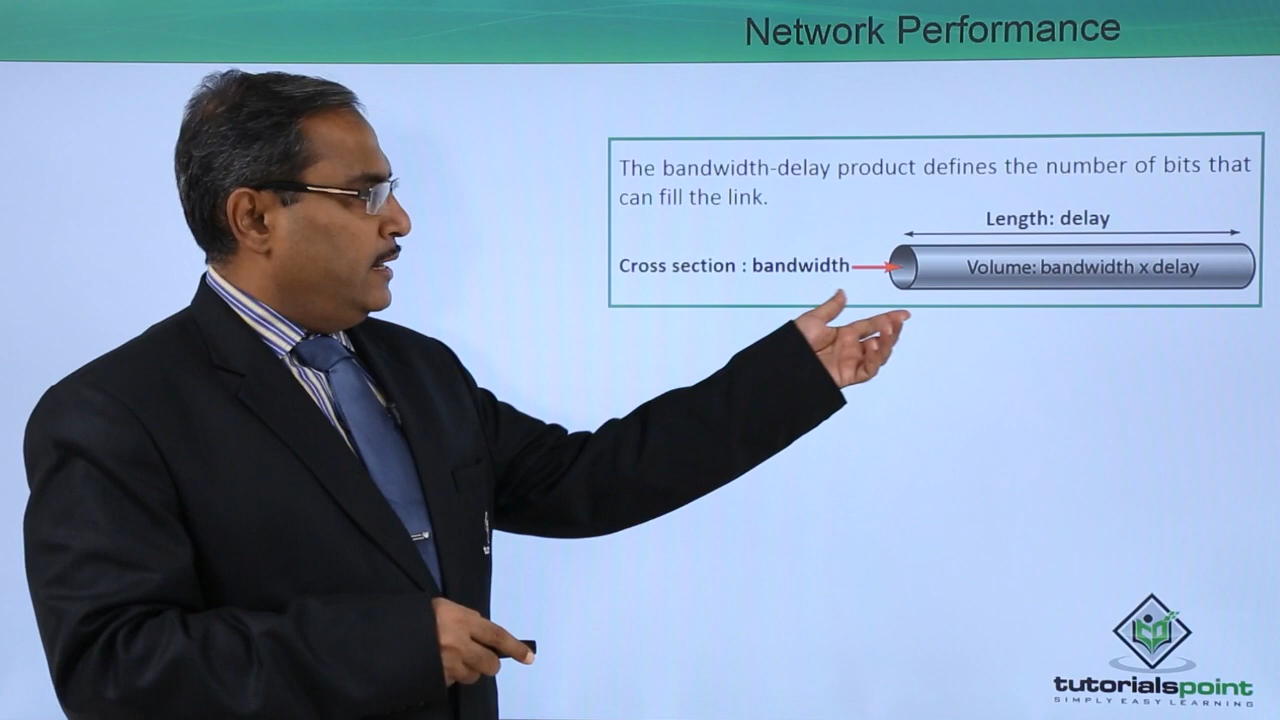 Network Performance
The bandwidth-delay product defines the number of bits that
can fill the link.
Length: delay
Cross section : bandwidth
Volume: bandwidth x delay
tutorialspoint
SIMPLY EASY LEARNING